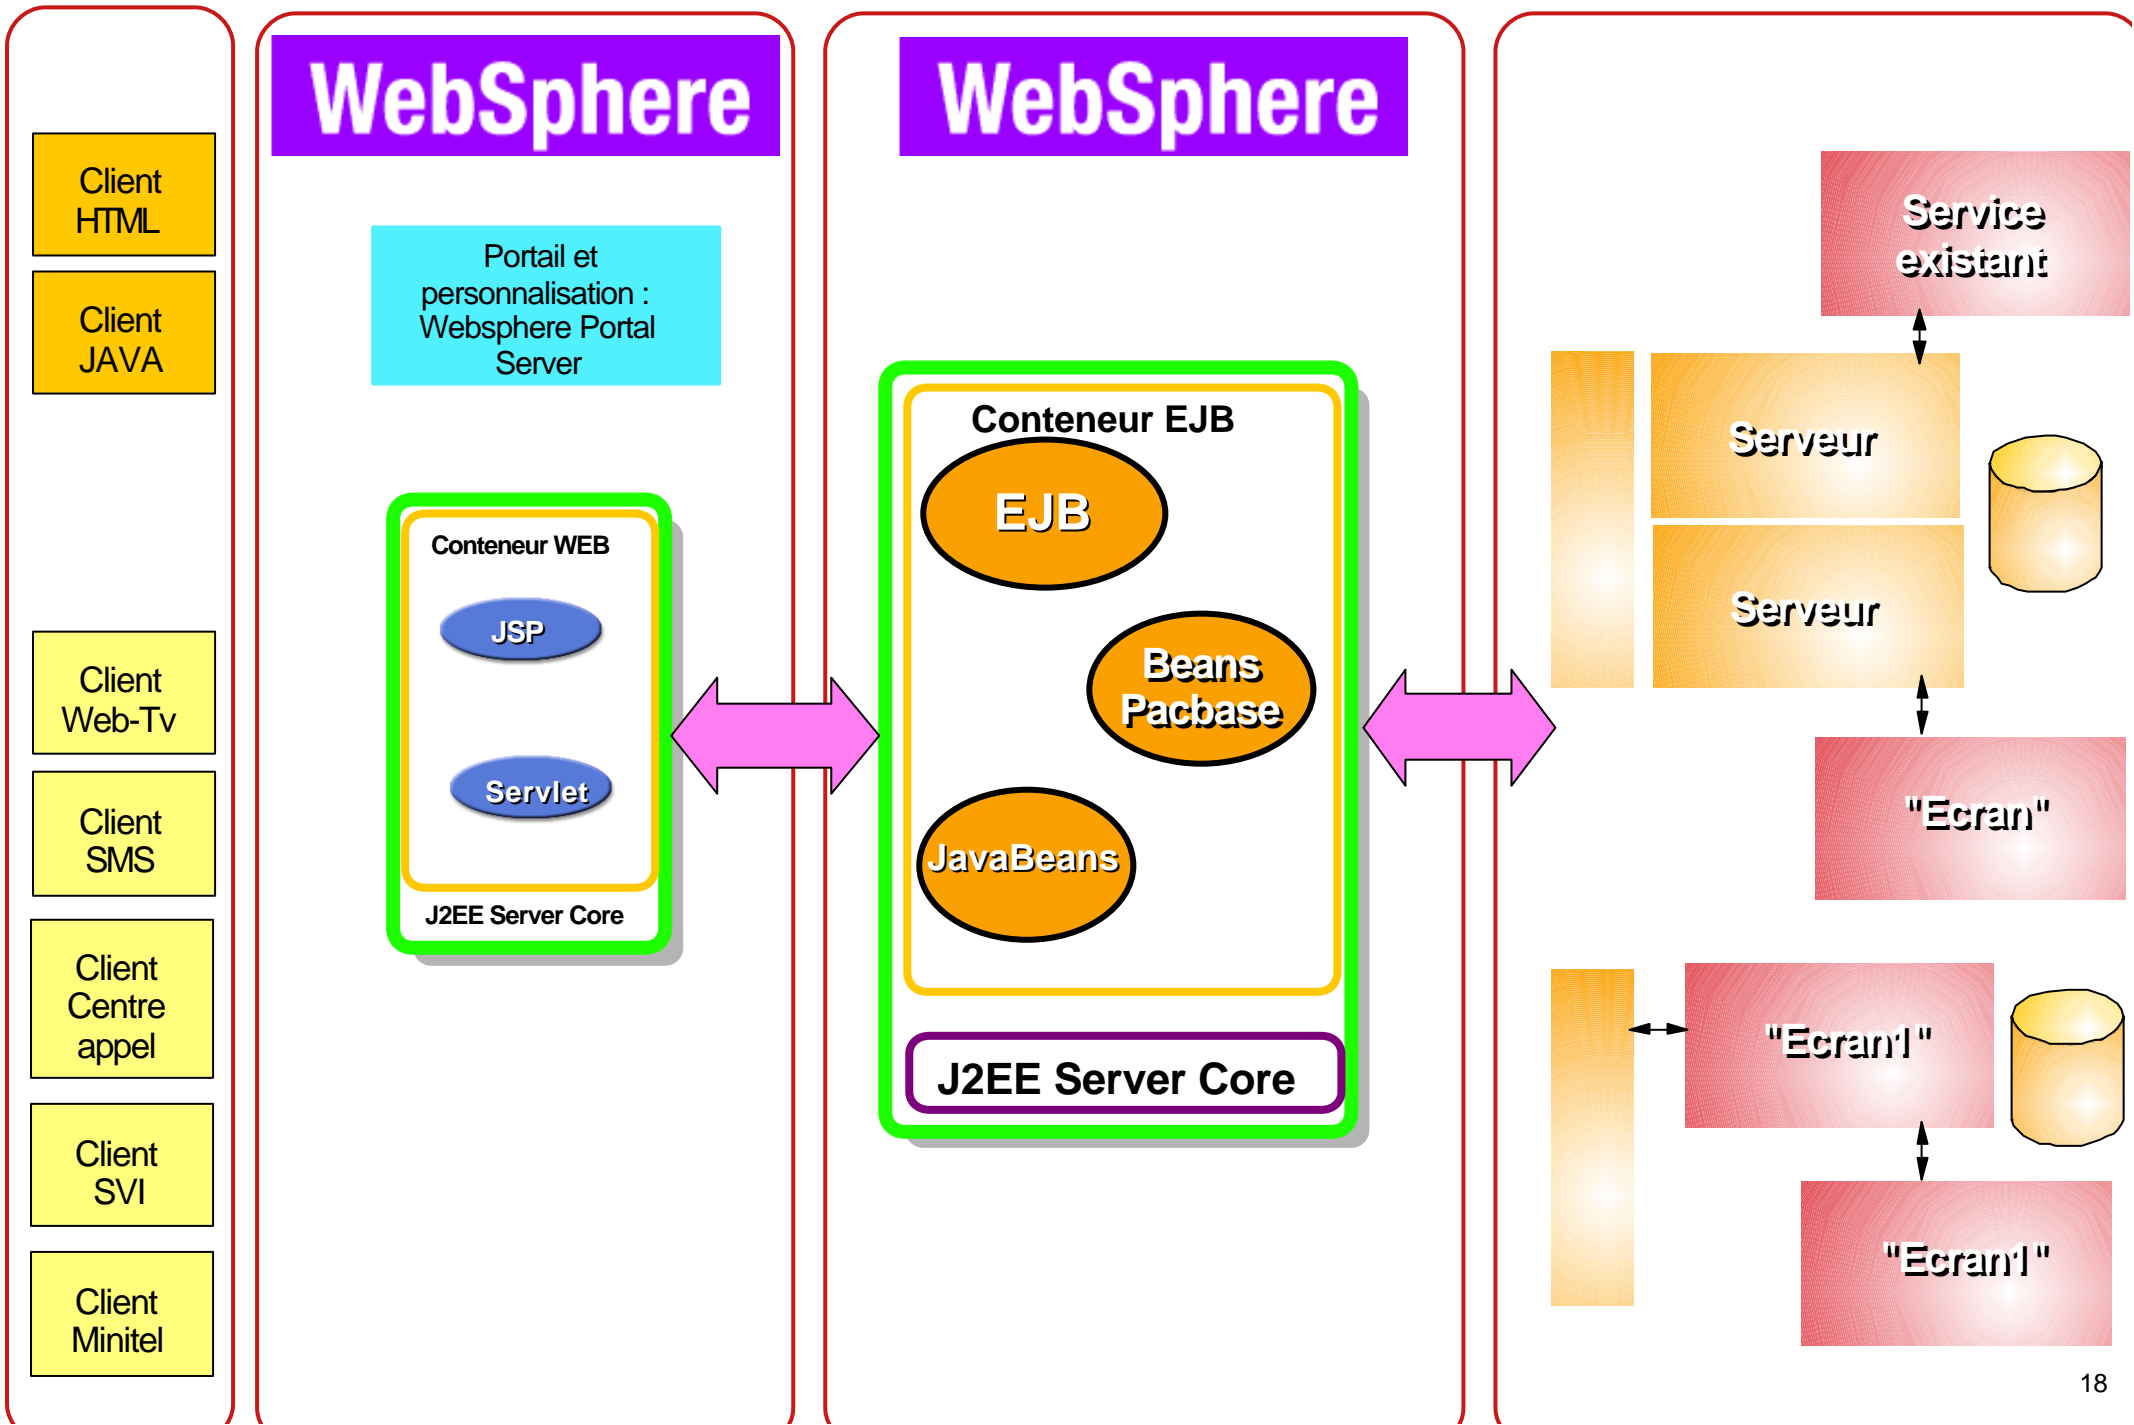 Client
HTML
Client
JAVA
Client
Web-Tv
Client
SMS
Client
Centre
appel
Client
SVI
Client
Minitel
WebSphere
Portail et
personnalisation :
Websphere Portal
Server
Conteneur WEB
JSP
Servlet
J2EE Server Core
WebSphere
Conteneur EJB
EJB
Beans
Pacbase
JavaBeans
J2EE Server Core
Service
existant
Serveur
Serveur
"Ecran"
"Ecran1"
"Ecran1"
18